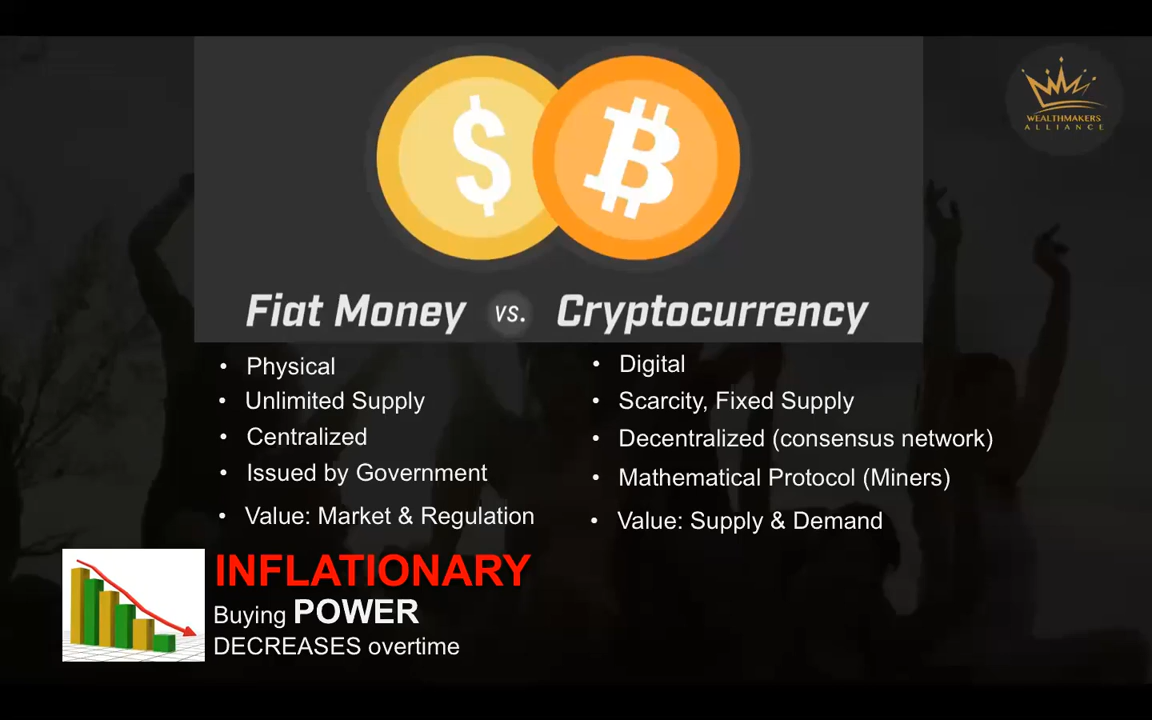 WEALTHMAKERS
ALLIANCE
$ ₿
Fiat Money vs. Cryptocurrency
• Physical
• Unlimited Supply
• Centralized
• Issued by Government
• Value: Market & Regulation
• Digital
• Scarcity, Fixed Supply
• Decentralized (consensus network)
• Mathematical Protocol (Miners)
• Value: Supply & Demand
INFLATIONARY
Buying POWER
DECREASES overtime